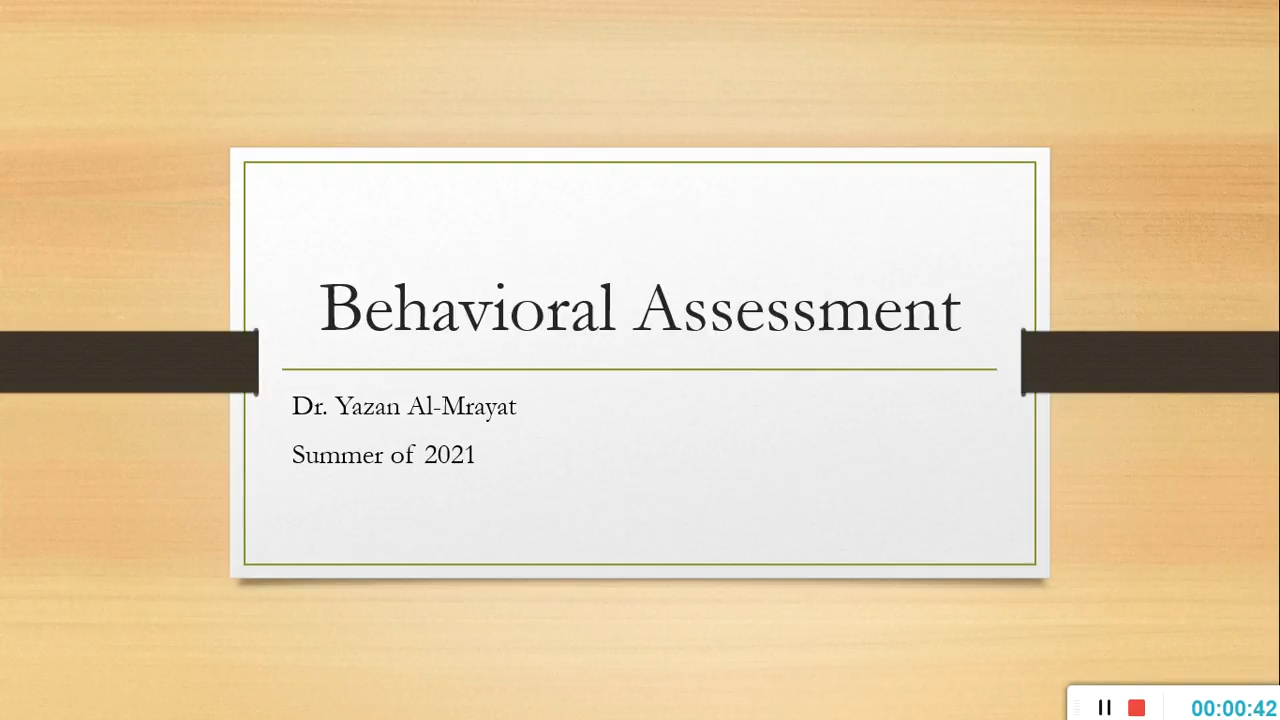 Behavioral Assessment
Dr. Yazan Al-Mrayat
Summer of 2021
00:00:42